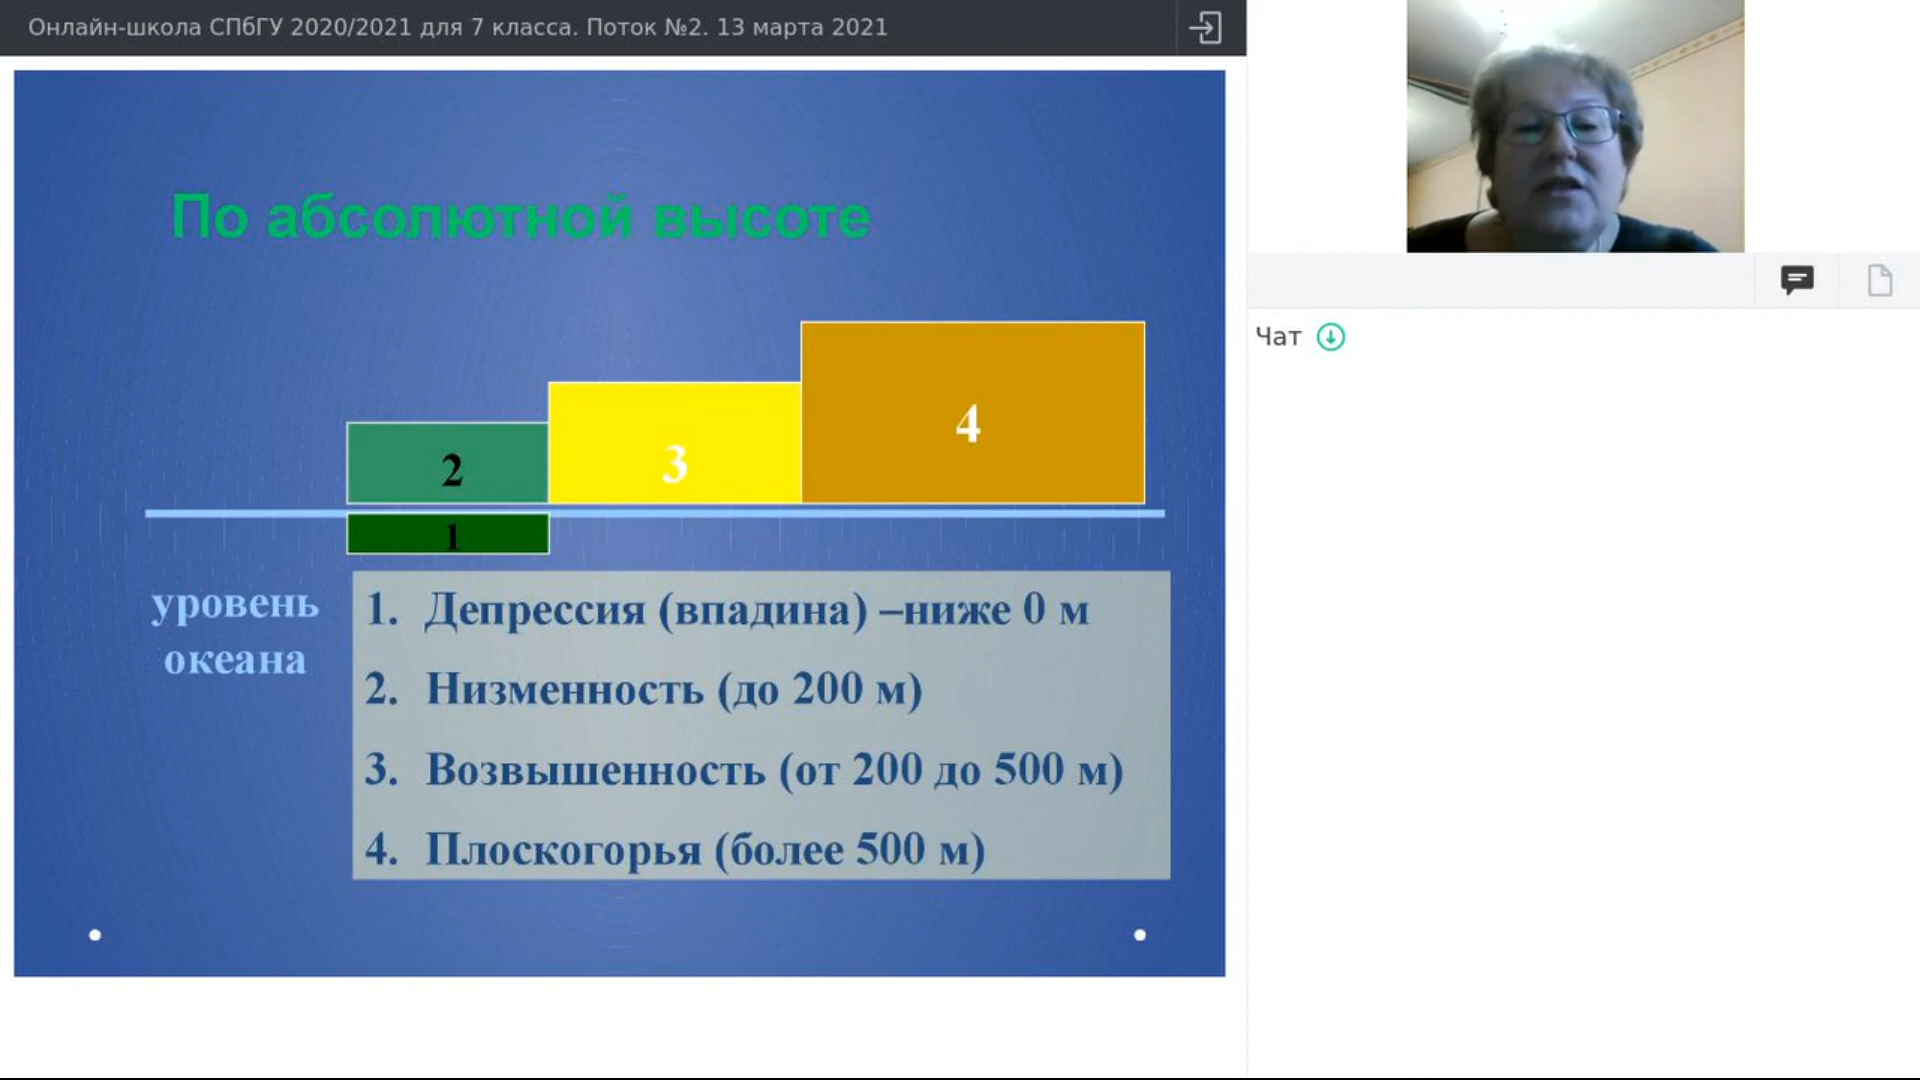 Онлайн-школа СПбГУ 2020/2021 для 7 класса. Поток №2. 13 марта 2021
По абсолютной высоте
4
3
2
1
уровень
океана
1. Депрессия (впадина) –ниже 0 м
2. Низменность (до 200 м)
3. Возвышенность (от 200 до 500 м)
4. Плоскогорья (более 500 м)
Чат